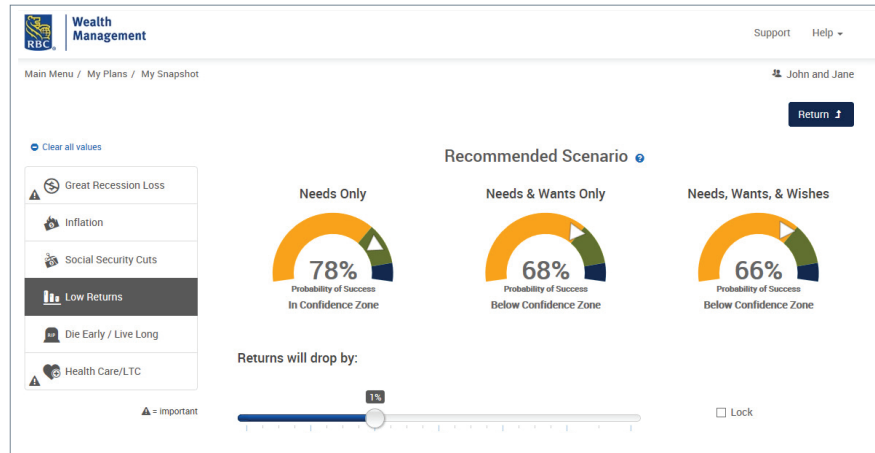 RBC
Wealth
Management
Support Help
Main Menu / My Plans / My Snapshot
John and Jane
Return
Clear all values
Recommended Scenario ?
Great Recession Loss
Inflation
Social Security Cuts
Low Returns
RIP
Die Early / Live Long
Health Care/LTC
= important
Needs Only
78%
Probability of Success
In Confidence Zone
Needs & Wants Only
68%
Probability of Success
Below Confidence Zone
Needs, Wants, & Wishes
66%
Probability of Success
Below Confidence Zone
Returns will drop by:
1%
Lock